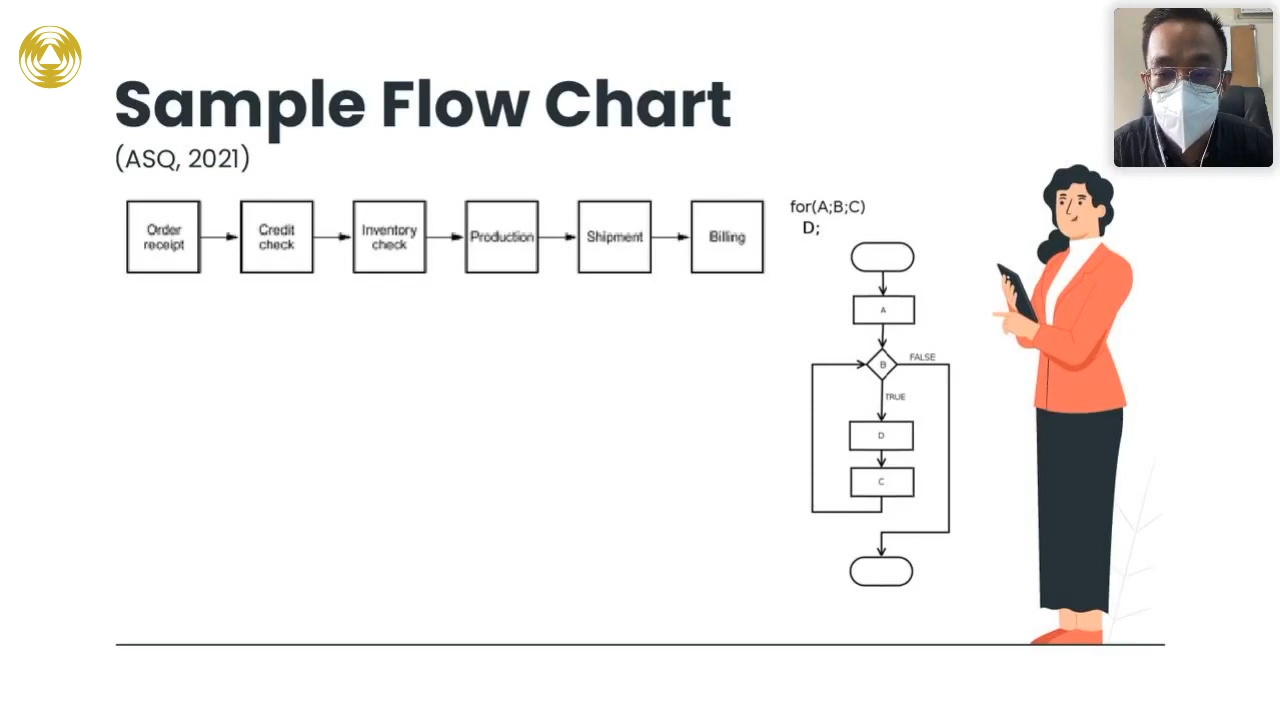 Sample Flow Chart
(ASQ, 2021)
Order
receipt
Credit
check
Inventory
check
Production
Shipment
Billing
for(A;B;C)
D;
A
B
FALSE
TRUE
D
C